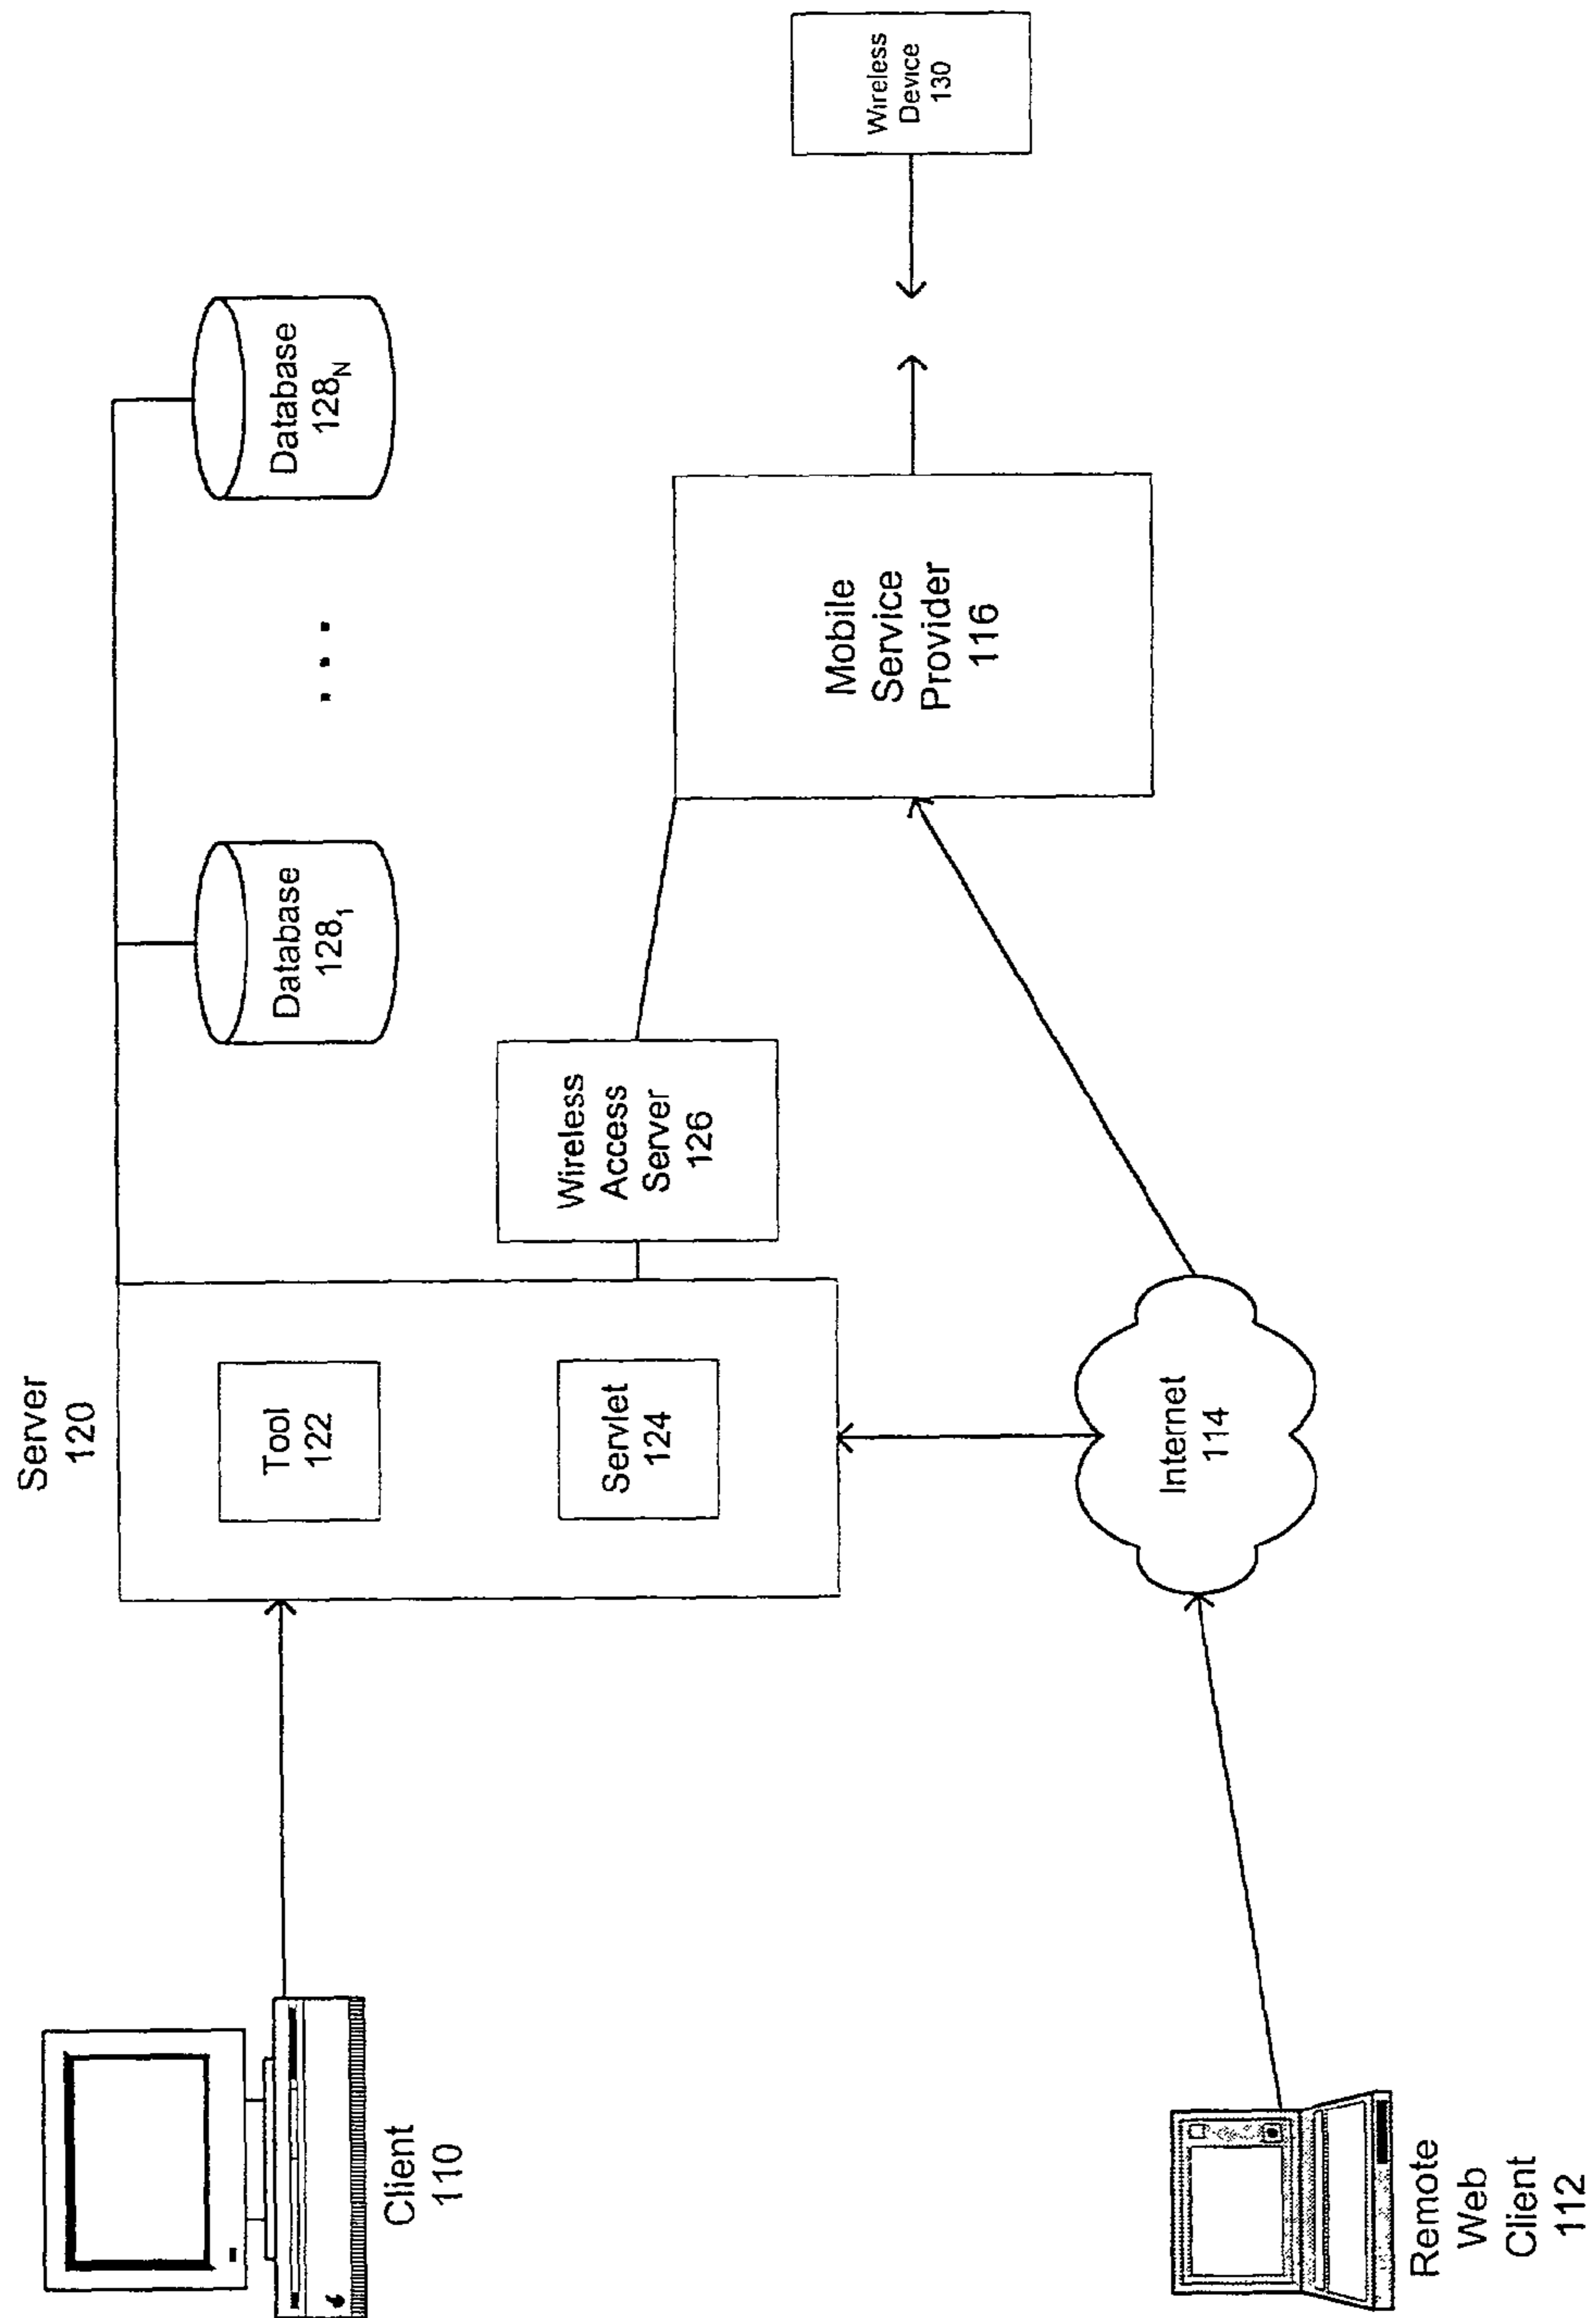 Server
120
Client
110
Tool
122
Servlet
124
Database
128₁
Database
128ₙ
. . .
Wireless
Access
Server
126
Mobile
Service
Provider
116
Wireless
Device
130
Internet
114
Remote
Web
Client
112